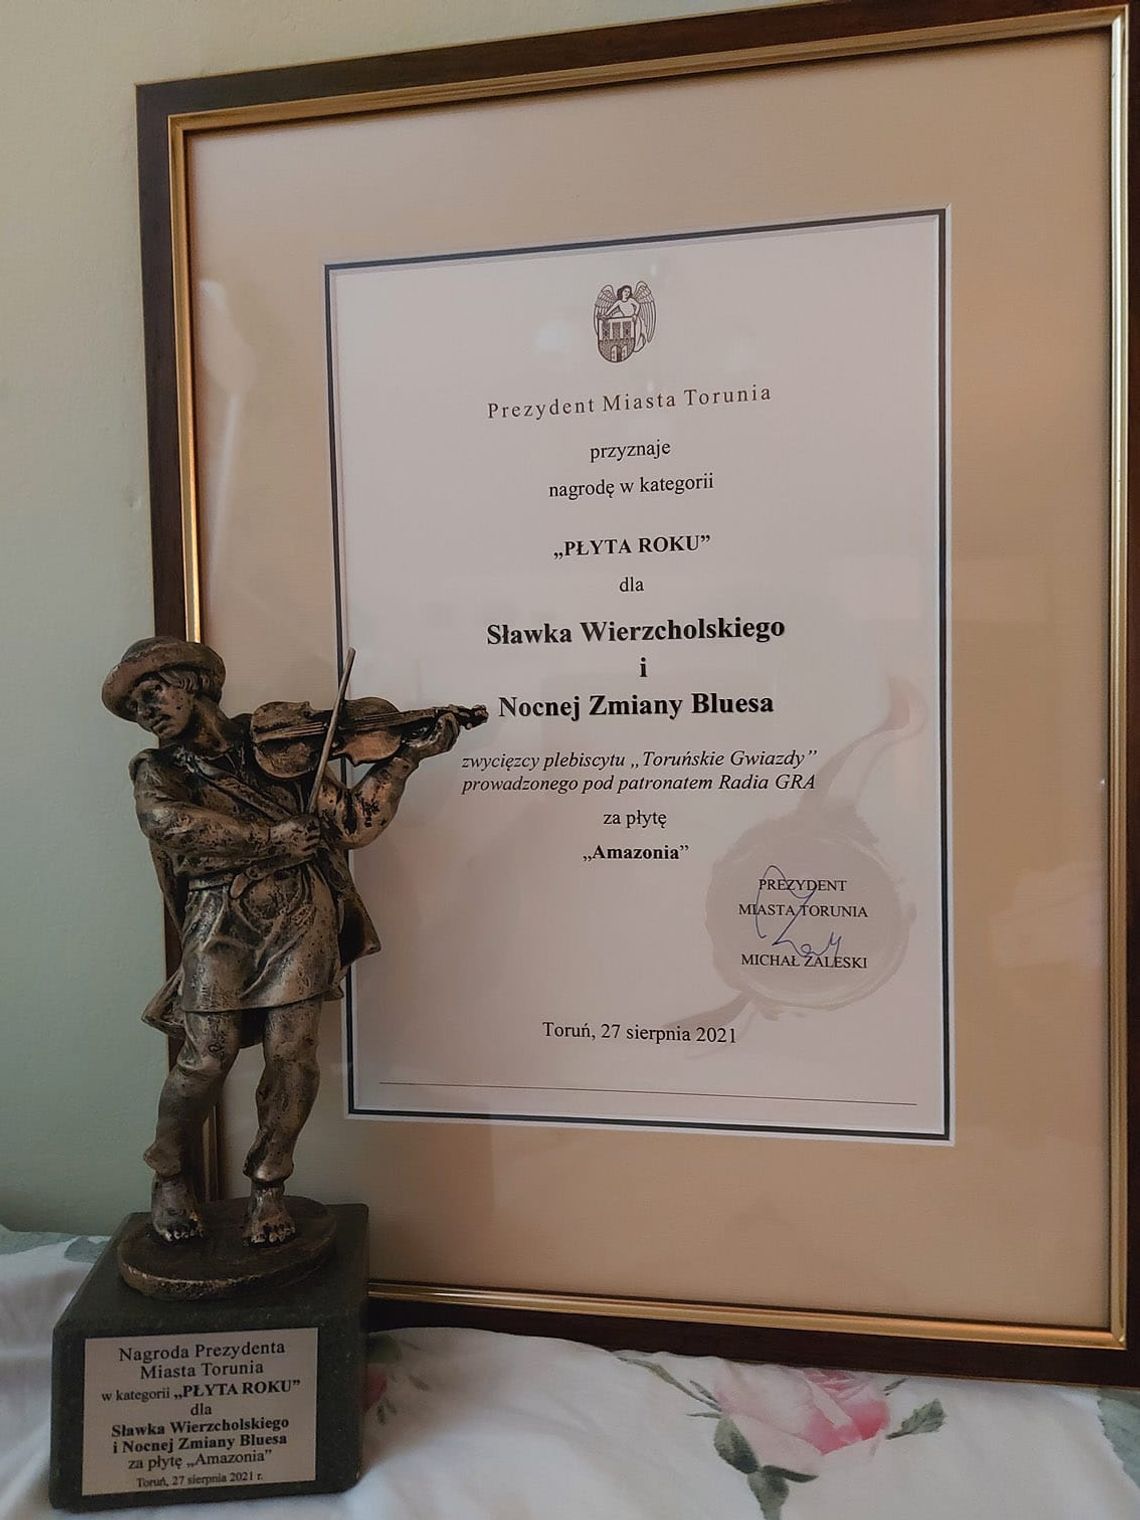 Prezydent Miasta Torunia
przyznaje
nagrodę w kategorii
„PŁYTA ROKU”
dla
Sławka Wierzcholskiego
i
Nocnej Zmiany Bluesa
zwycięzcy plebiscytu „Toruńskie Gwiazdy”
prowadzonego pod patronatem Radia GRA
za płytę
„Amazonia”
PREZYDENT
MIASTA TORUNIA
MICHAŁ ZALESKI
Toruń, 27 sierpnia 2021
Nagroda Prezydenta
Miasta Torunia
w kategorii „PŁYTA ROKU”
dla
Sławka Wierzcholskiego
i Nocnej Zmiany Bluesa
za płytę „Amazonia”
Toruń, 27 sierpnia 2021 r.